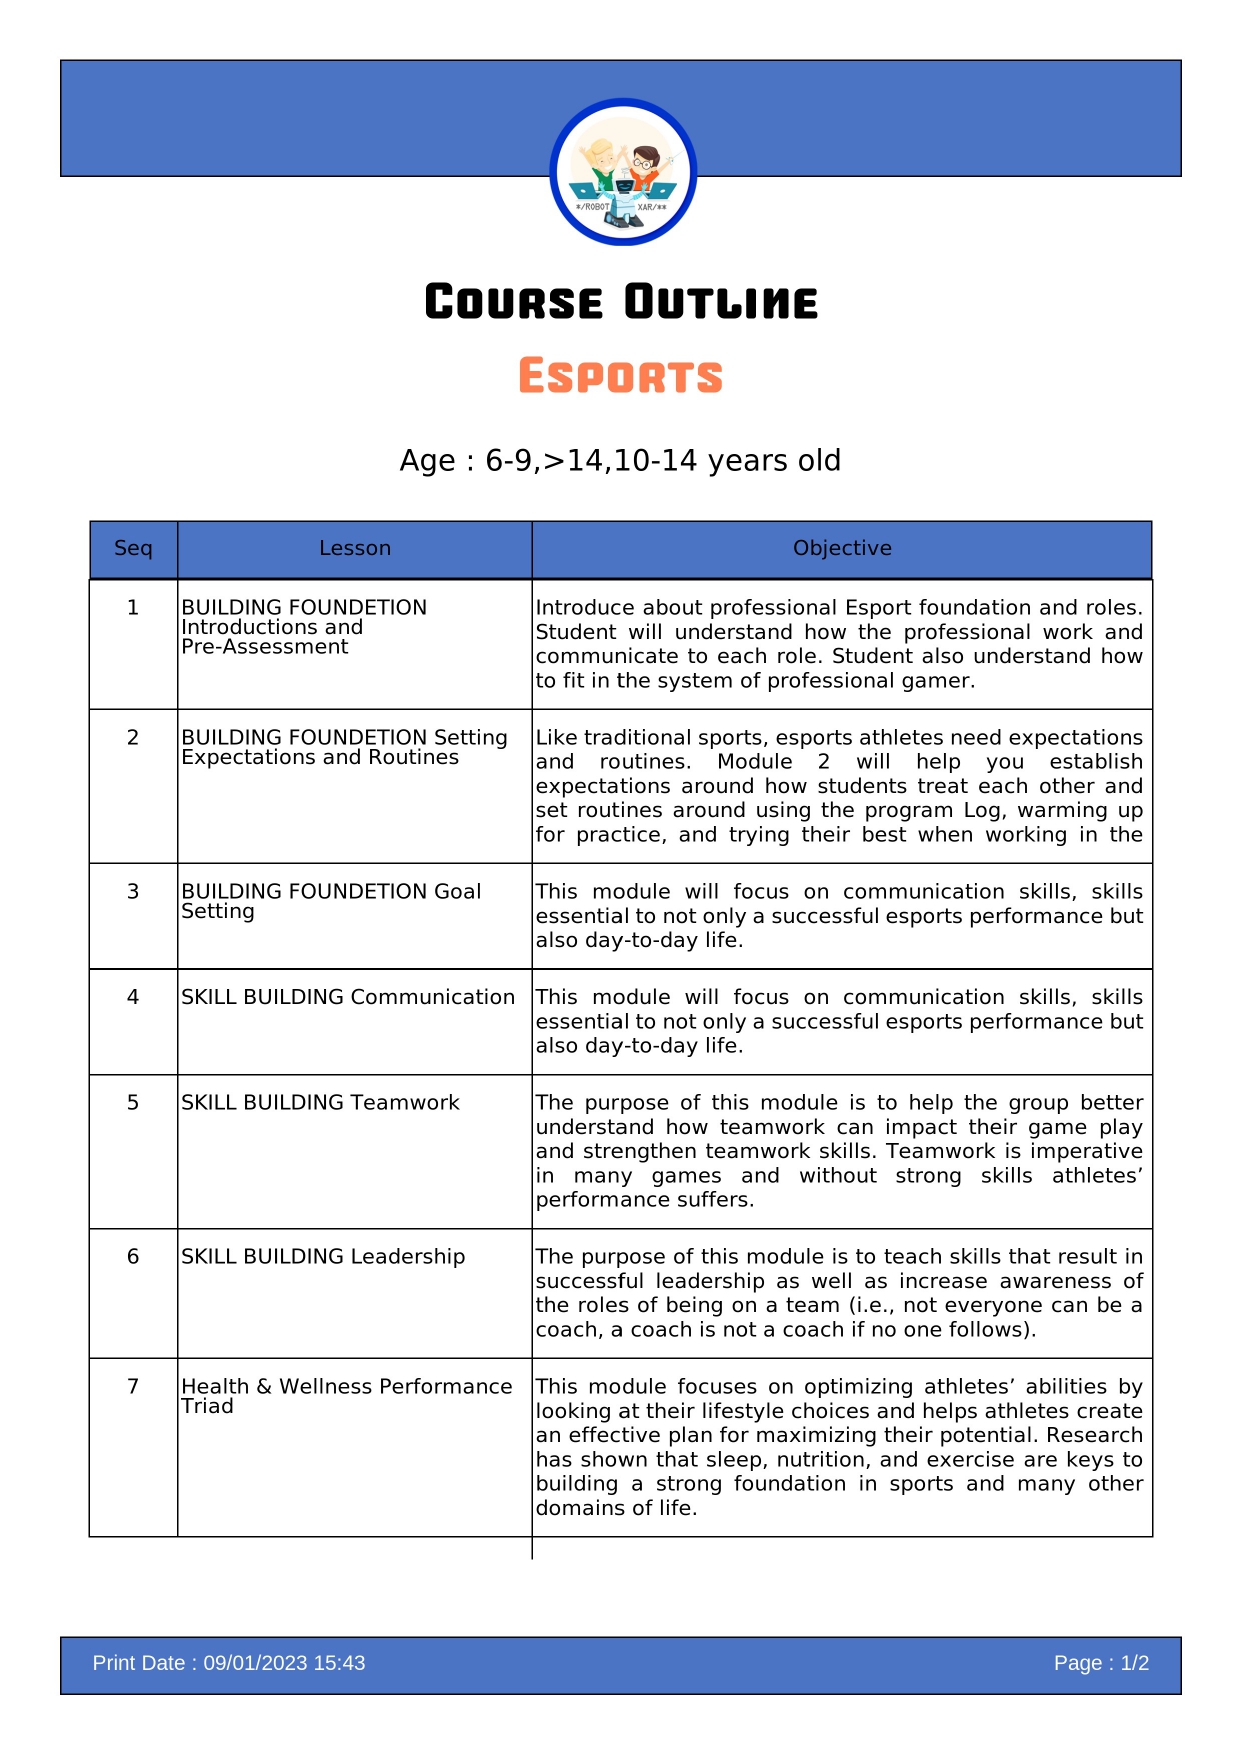 */ROBOT XAR/**
Course Outline
Esports
Age : 6-9,>14,10-14 years old
Seq Lesson Objective
1 BUILDING FOUNDETION
Introductions and
Pre-Assessment
Introduce about professional Esport foundation and roles.
Student will understand how the professional work and
communicate to each role. Student also understand how
to fit in the system of professional gamer.
2 BUILDING FOUNDETION Setting
Expectations and Routines
Like traditional sports, esports athletes need expectations
and routines. Module 2 will help you establish
expectations around how students treat each other and
set routines around using the program Log, warming up
for practice, and trying their best when working in the
3 BUILDING FOUNDETION Goal
Setting
This module will focus on communication skills, skills
essential to not only a successful esports performance but
also day-to-day life.
4 SKILL BUILDING Communication
This module will focus on communication skills, skills
essential to not only a successful esports performance but
also day-to-day life.
5 SKILL BUILDING Teamwork
The purpose of this module is to help the group better
understand how teamwork can impact their game play
and strengthen teamwork skills. Teamwork is imperative
in many games and without strong skills athletes’
performance suffers.
6 SKILL BUILDING Leadership
The purpose of this module is to teach skills that result in
successful leadership as well as increase awareness of
the roles of being on a team (i.e., not everyone can be a
coach, a coach is not a coach if no one follows).
7 Health & Wellness Performance
Triad
This module focuses on optimizing athletes’ abilities by
looking at their lifestyle choices and helps athletes create
an effective plan for maximizing their potential. Research
has shown that sleep, nutrition, and exercise are keys to
building a strong foundation in sports and many other
domains of life.
Print Date : 09/01/2023 15:43
Page : 1/2